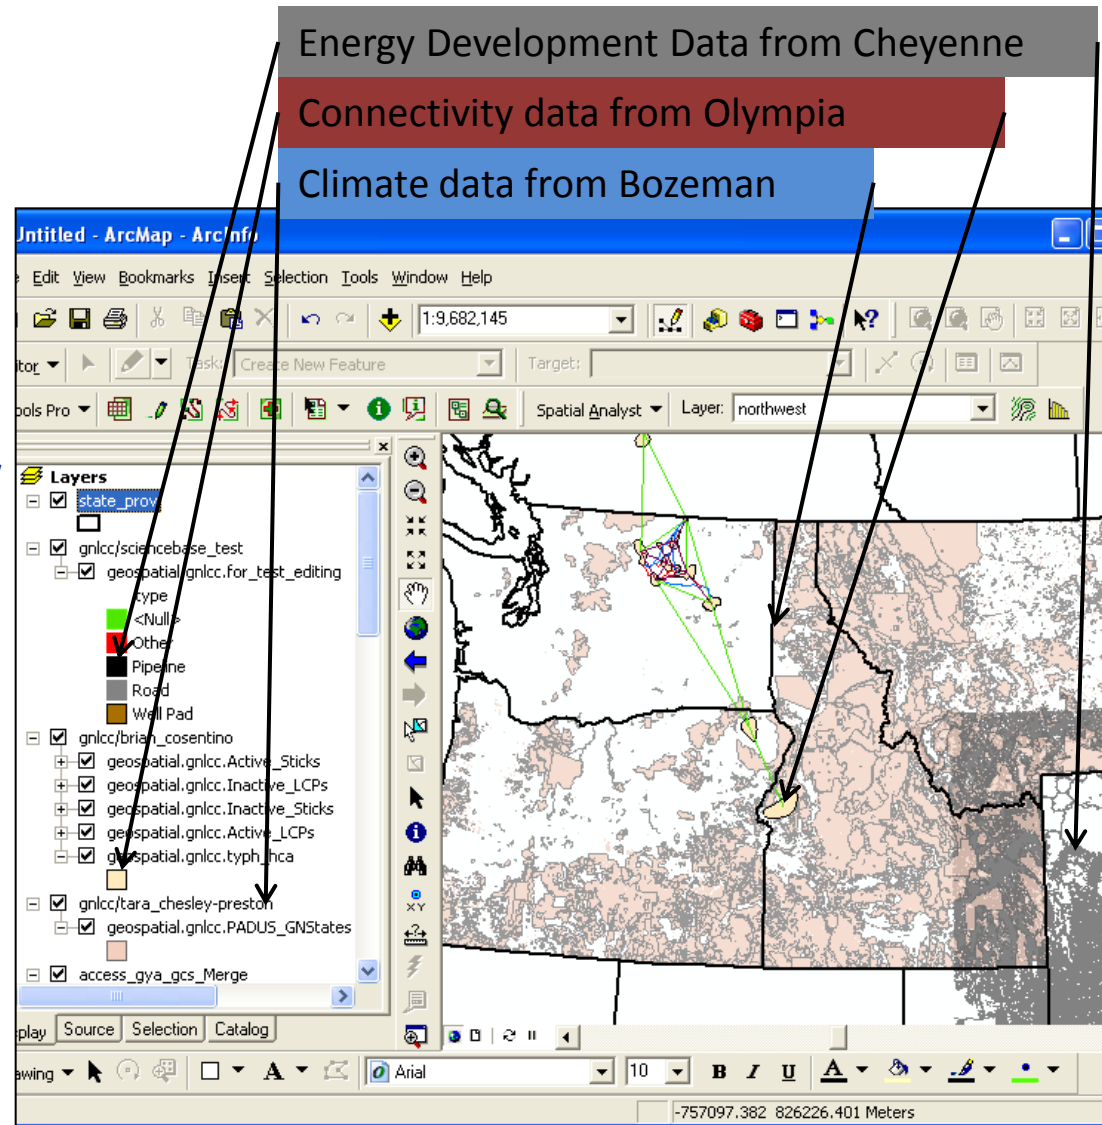 Energy Development Data from Cheyenne
Connectivity data from Olympia
Climate data from Bozeman
Untitled - ArcMap - ArcInfo
Edit View Bookmarks Insert Selection Tools Window Help
1:9,682,145
Task: Create New Feature Target:
ools Pro Spatial Analyst Layer: northwest
Layers
state_prov
gnlcc/sciencebase_test
geospatial.gnlcc.for_test_editing
type
<Null>
Other
Pipeline
Road
Well Pad
gnlcc/brian_cosentino
geospatial.gnlcc.Active_Sticks
geospatial.gnlcc.Inactive_LCPs
geospatial.gnlcc.Inactive_Sticks
geospatial.gnlcc.Active_LCPs
geospatial.gnlcc.typh_hca
gnlcc/tara_chesley-preston
geospatial.gnlcc.PADUS_GNStates
access_gya_gcs_Merge
splay Source Selection Catalog
awing Arial 10 B I U A
-757097.382 826226.401 Meters